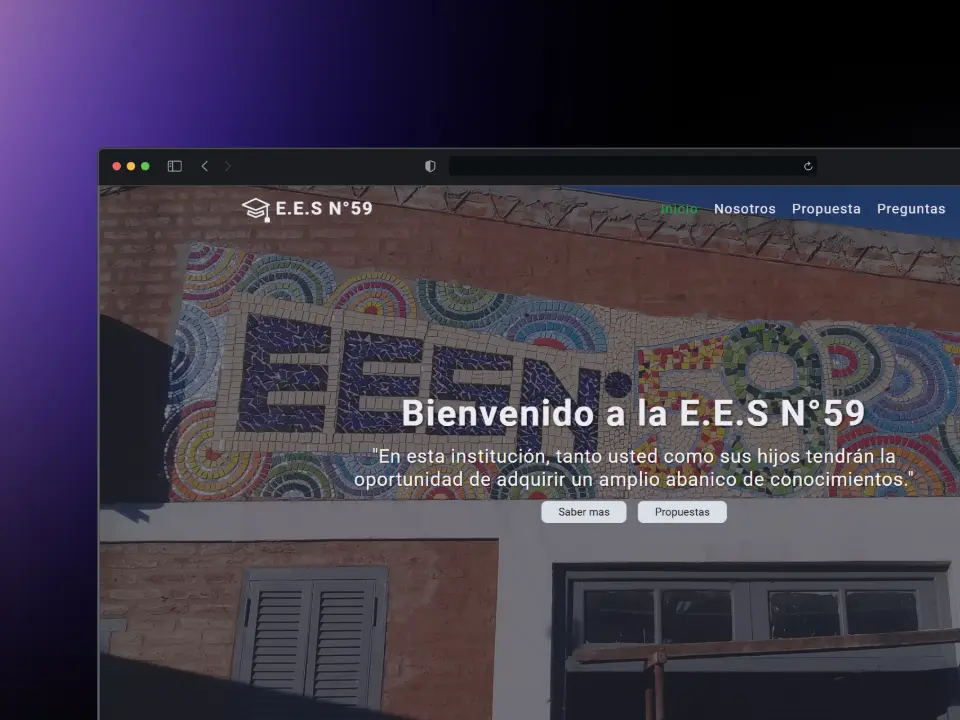 E.E.S N°59
Inicio Nosotros Propuesta Preguntas
EEEN°59
Bienvenido a la E.E.S N°59
"En esta institución, tanto usted como sus hijos tendrán la
oportunidad de adquirir un amplio abanico de conocimientos."
Saber mas Propuestas